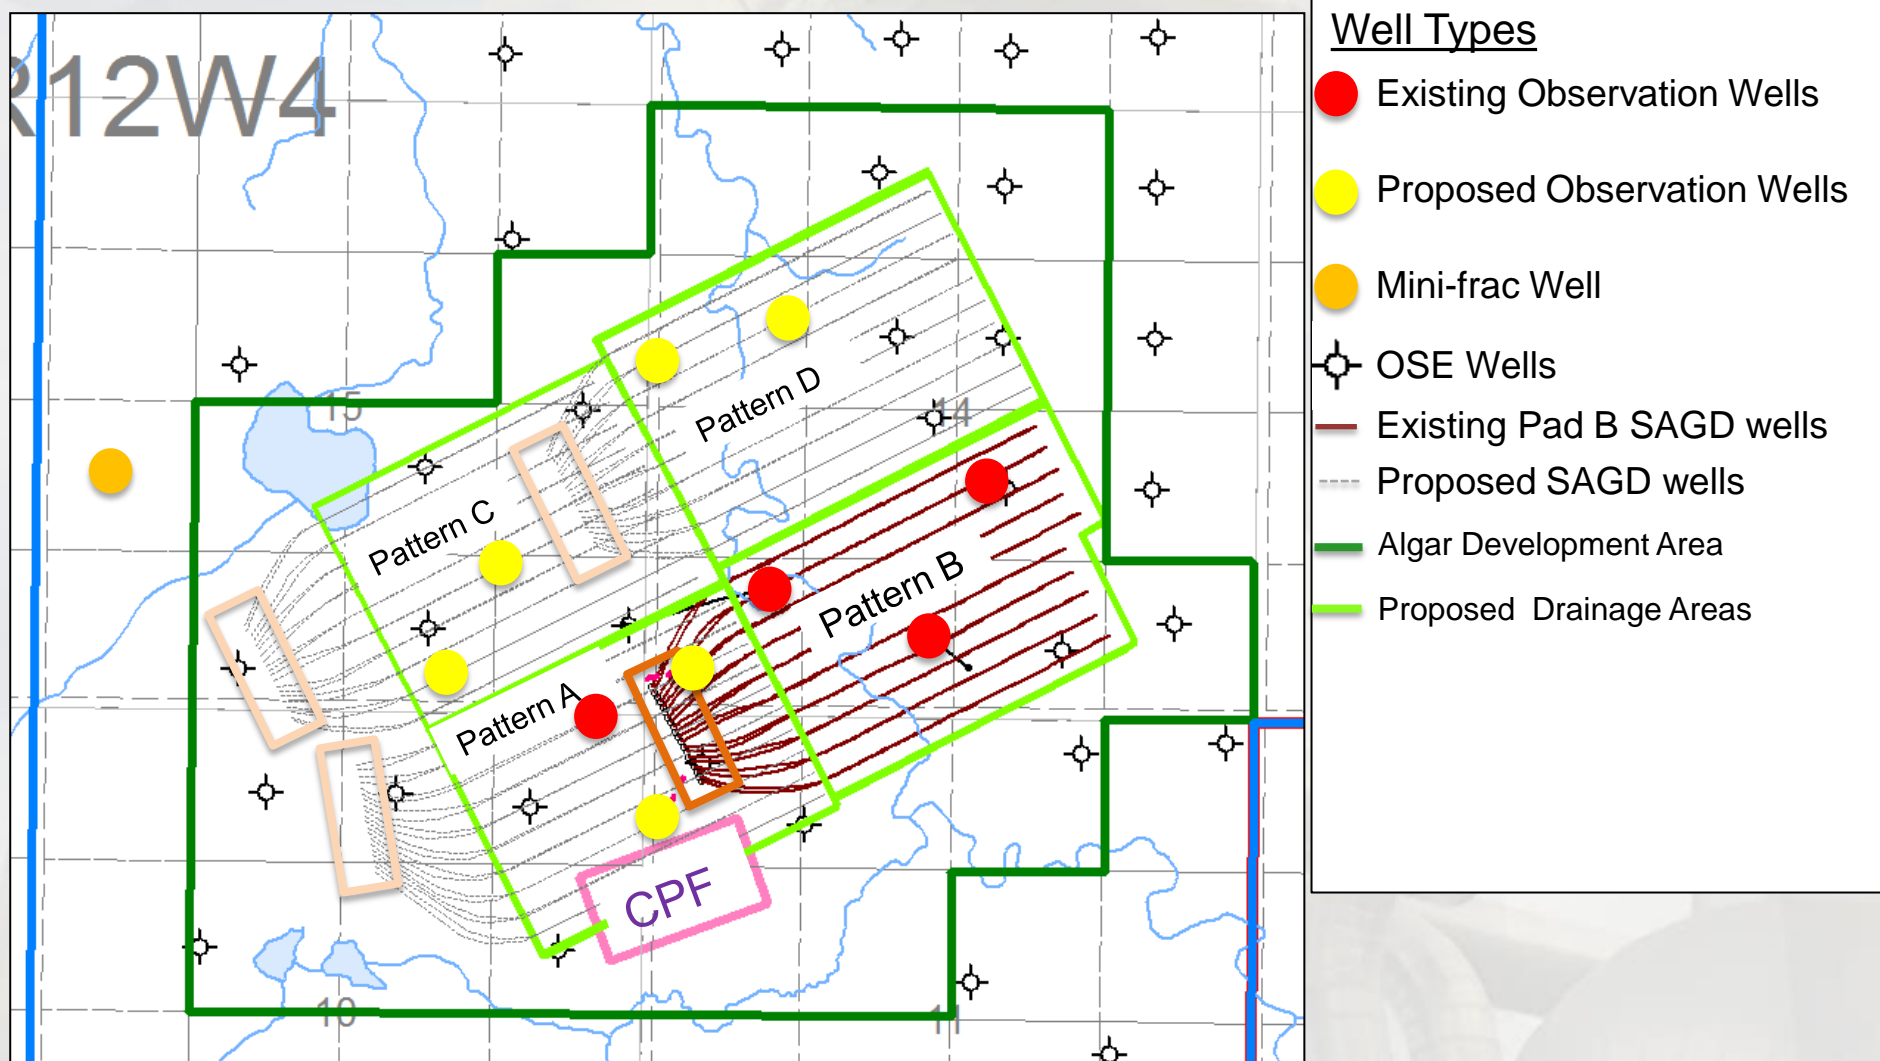 R12W4
15
14
Pattern D
Pattern C
Pattern B
Pattern A
CPF
10
11
Well Types
Existing Observation Wells
Proposed Observation Wells
Mini-frac Well
OSE Wells
Existing Pad B SAGD wells
Proposed SAGD wells
Algar Development Area
Proposed Drainage Areas